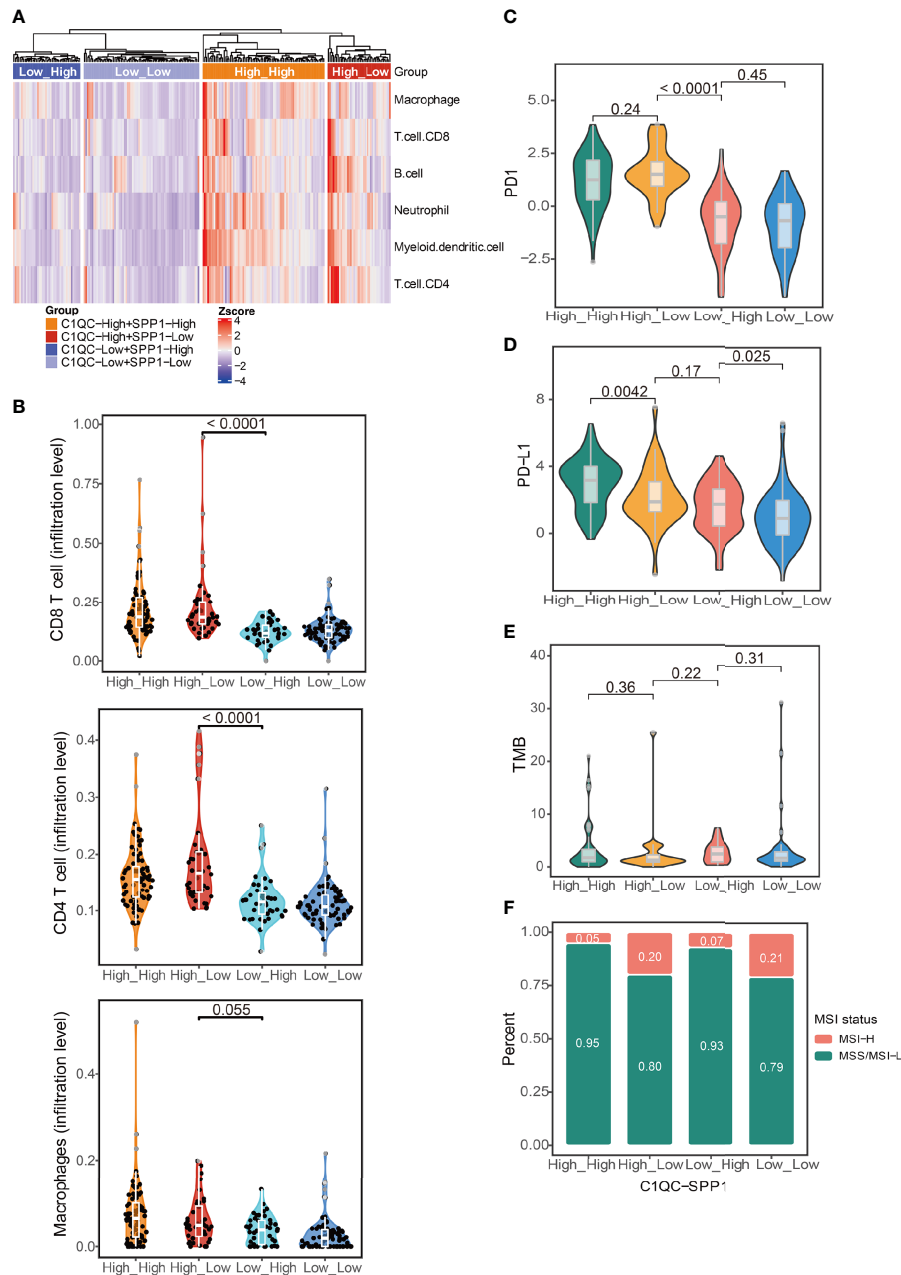 A
Low_High Low_Low High_High High_Low Group
Macrophage
T.cell.CD8
B.cell
Neutrophil
Myeloid.dendritic.cell
T.cell.CD4
Group
C1QC−High+SPP1−High
C1QC−High+SPP1−Low
C1QC−Low+SPP1−High
C1QC−Low+SPP1−Low
Zscore
4
2
0
−2
−4
B
CD8 T cell (infiltration level)
1.00
0.75
0.50
0.25
0.00
< 0.0001
High_High High_Low Low_High Low_Low
CD4 T cell (infiltration level)
0.4
0.3
0.2
0.1
< 0.0001
High_High High_Low Low_High Low_Low
Macrophages (infiltration level)
0.4
0.2
0.0
0.055
High_High High_Low Low_High Low_Low
C
PD1
5.0
2.5
0.0
−2.5
0.24
< 0.0001
0.45
High_High High_Low Low_High Low_Low
D
PD−L1
8
4
0
0.0042
0.17
0.025
High_High High_Low Low_High Low_Low
E
TMB
40
30
20
10
0
0.36
0.22
0.31
High_High High_Low Low_High Low_Low
F
Percent
1.00
0.75
0.50
0.25
0.00
0.05 0.20 0.07 0.21
0.95 0.80 0.93 0.79
High_High High_Low Low_High Low_Low
C1QC−SPP1
MSI status
MSI−H
MSS/MSI−L